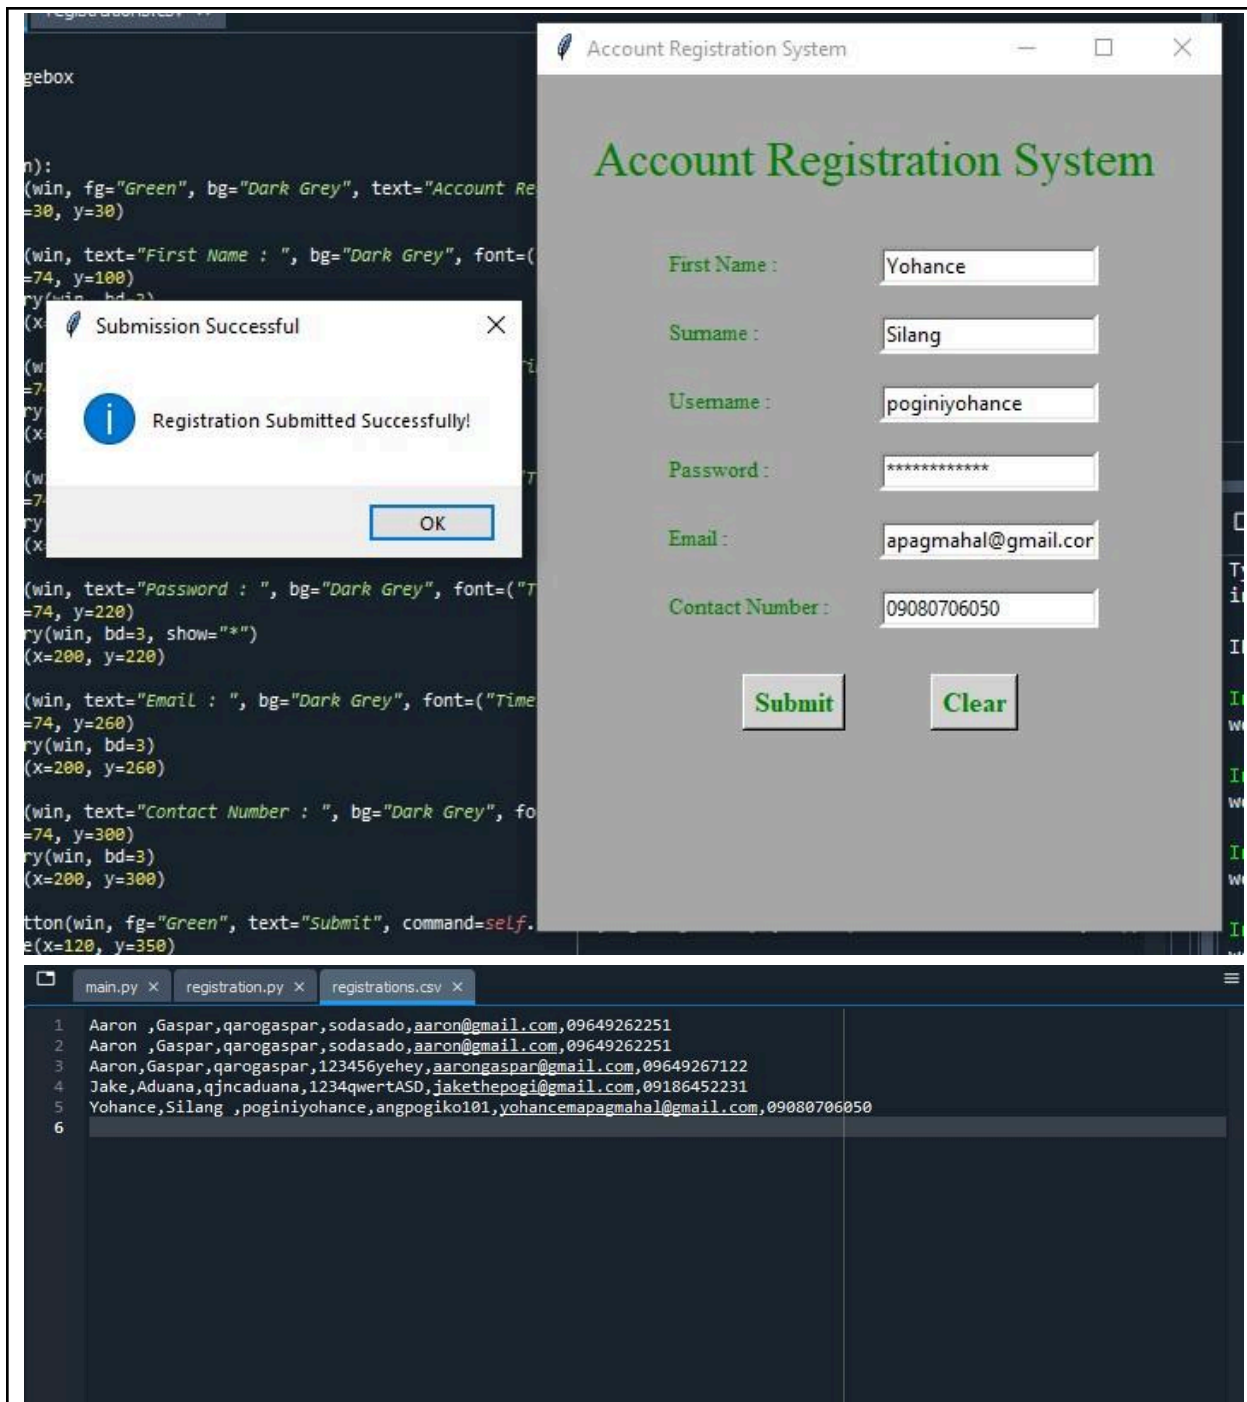 gebox
n):
(win, fg="Green", bg="Dark Grey", text="Account Re
=30, y=30)
(win, text="First Name : ", bg="Dark Grey", font=(
=74, y=100)
(win, text="Password : ", bg="Dark Grey", font=("T
=74, y=220)
ry(win, bd=3, show="*")
(x=200, y=220)
(win, text="Email : ", bg="Dark Grey", font=("Time
=74, y=260)
ry(win, bd=3)
(x=200, y=260)
(win, text="Contact Number : ", bg="Dark Grey", fo
=74, y=300)
ry(win, bd=3)
(x=200, y=300)
tton(win, fg="Green", text="Submit", command=self.
e(x=120, y=350)
Submission Successful
Registration Submitted Successfully!
OK
Account Registration System
Account Registration System
First Name : Yohance
Surname : Silang
Username : poginiyohance
Password : ************
Email : apagmahal@gmail.cor
Contact Number : 09080706050
Submit Clear
main.py × registration.py × registrations.csv ×
1 Aaron ,Gaspar,qarogaspar,sodasado,aaron@gmail.com,09649262251
2 Aaron ,Gaspar,qarogaspar,sodasado,aaron@gmail.com,09649262251
3 Aaron,Gaspar,qarogaspar,123456yehey,aarongaspar@gmail.com,09649267122
4 Jake,Aduana,qjncaduana,1234qwertASD,jakethepogi@gmail.com,09186452231
5 Yohance,Silang ,poginiyohance,angpogiko101,yohancemapagmahal@gmail.com,09080706050
6